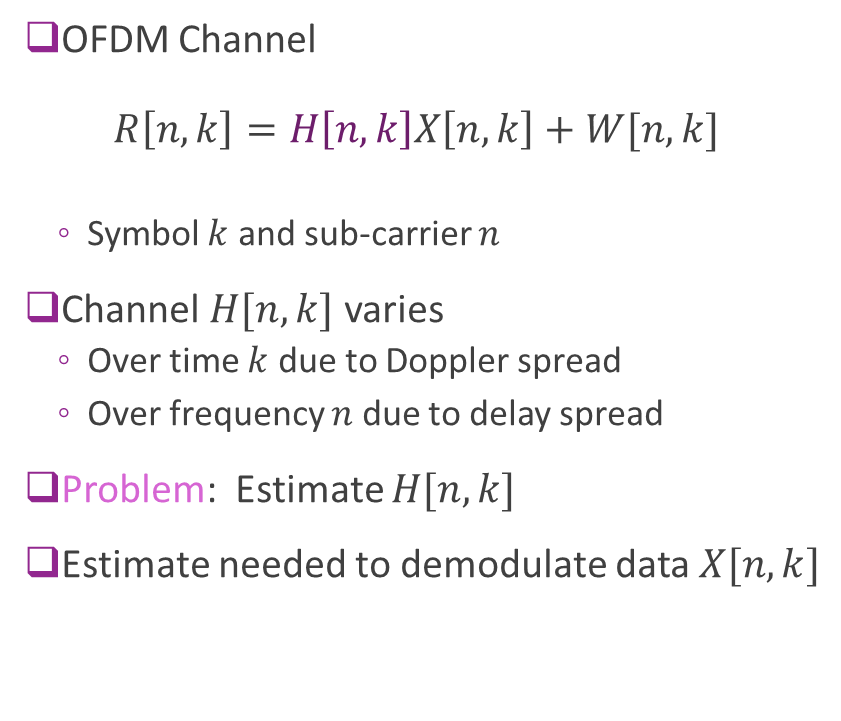 ❑OFDM Channel
R[n, k] = H[n, k]X[n, k] + W[n, k]
◦ Symbol k and sub-carrier n
❑Channel H[n, k] varies
◦ Over time k due to Doppler spread
◦ Over frequency n due to delay spread
❑Problem: Estimate H[n, k]
❑Estimate needed to demodulate data X[n, k]